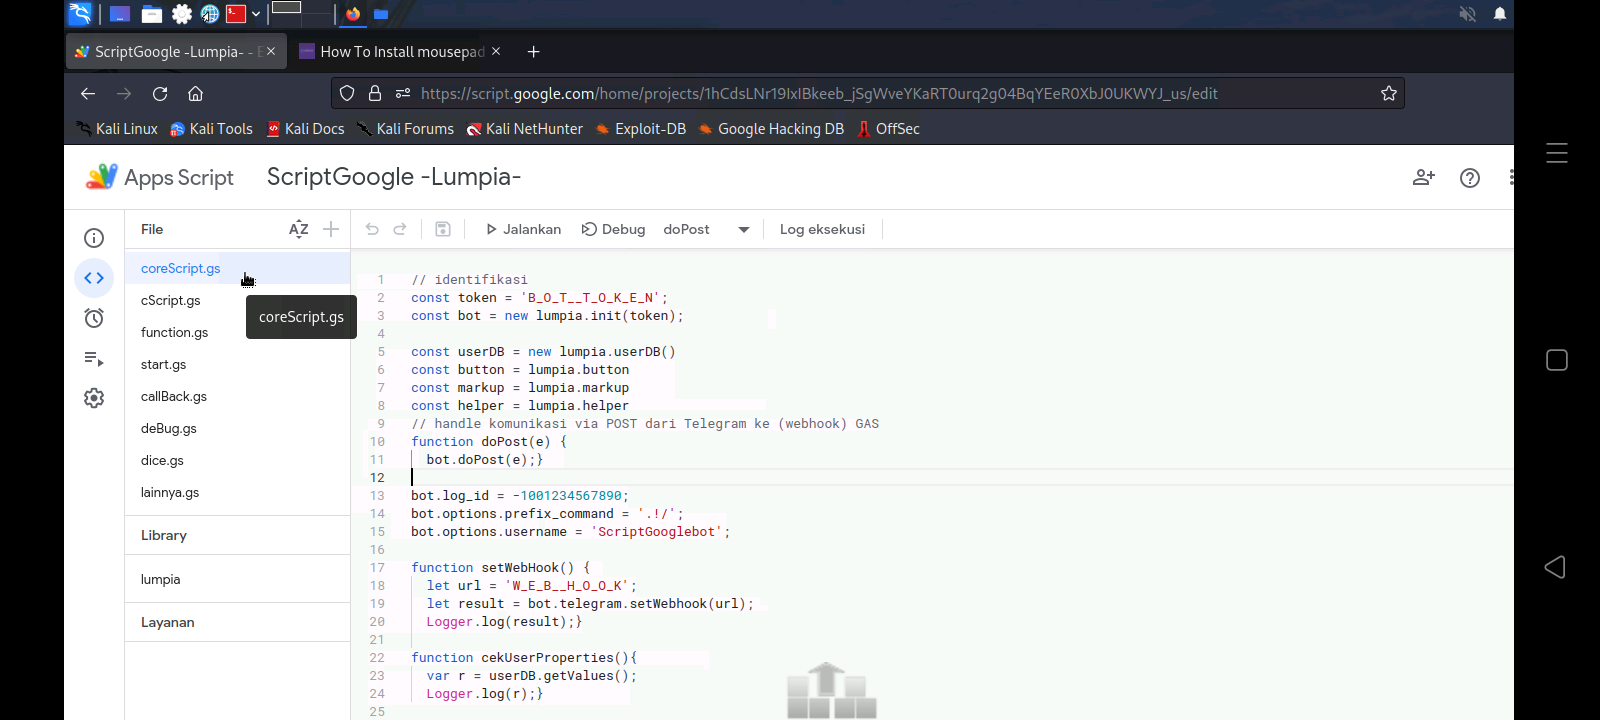 ScriptGoogle -Lumpia- - E
How To Install mousepad
https://script.google.com/home/projects/1hCdsLNr19IxIBkeeb_jSgWveYKaRT0urq2g04BqYEeR0XbJ0UKWYJ_us/edit
Kali Linux Kali Tools Kali Docs Kali Forums Kali NetHunter Exploit-DB Google Hacking DB OffSec
Apps Script ScriptGoogle -Lumpia-
File AZ Jalankan Debug doPost Log eksekusi
coreScript.gs
cScript.gs
coreScript.gs
function.gs
start.gs
callBack.gs
deBug.gs
dice.gs
lainnya.gs
Library
lumpia
Layanan
1 // identifikasi
2 const token = 'B_O_T__T_O_K_E_N';
3 const bot = new lumpia.init(token);
4
5 const userDB = new lumpia.userDB()
6 const button = lumpia.button
7 const markup = lumpia.markup
8 const helper = lumpia.helper
9 // handle komunikasi via POST dari Telegram ke (webhook) GAS
10 function doPost(e) {
11 bot.doPost(e);}
12
13 bot.log_id = -1001234567890;
14 bot.options.prefix_command = '.!/';
15 bot.options.username = 'ScriptGooglebot';
16
17 function setWebHook() {
18 let url = 'W_E_B__H_O_O_K';
19 let result = bot.telegram.setWebhook(url);
20 Logger.log(result);}
21
22 function cekUserProperties(){
23 var r = userDB.getValues();
24 Logger.log(r);}
25